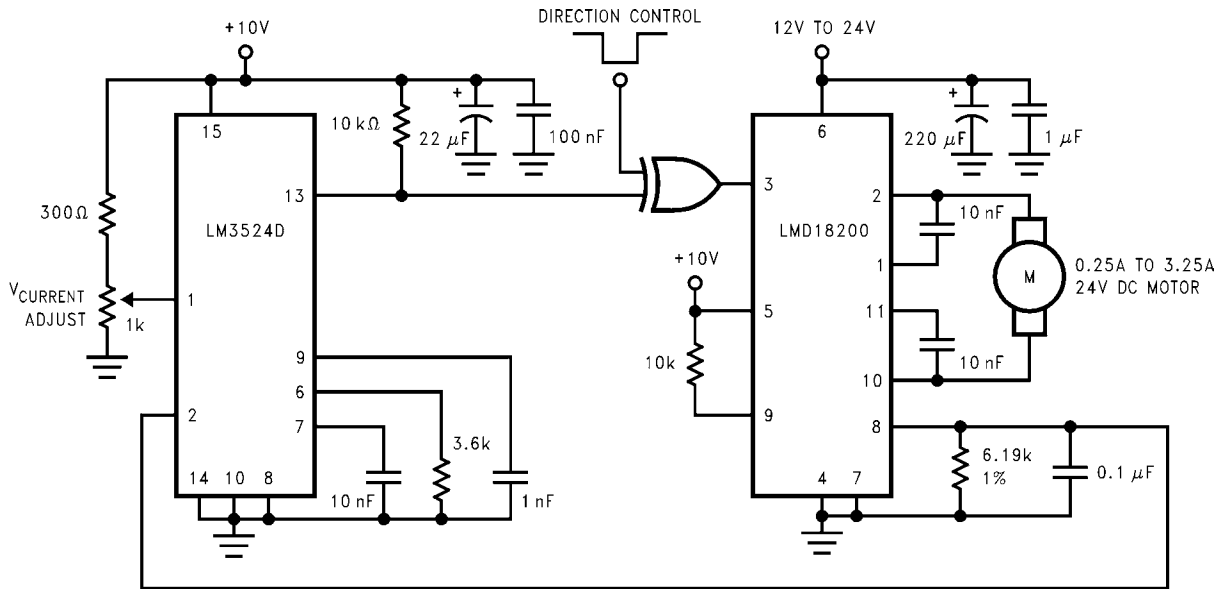 DIRECTION CONTROL
+10V
12V TO 24V
15
10kΩ
+
22 μF
100 nF
6
+
220 μF
1 μF
13
3
2
10 nF
300Ω
LM3524D
LMD18200
1
+10V
M
0.25A TO 3.25A
24V DC MOTOR
VCURRENT
ADJUST
1k
1
5
11
9
10k
10 nF
6
10
2
7
9
8
3.6k
6.19k
1%
0.1 μF
14
10
8
10 nF
1 nF
4
7